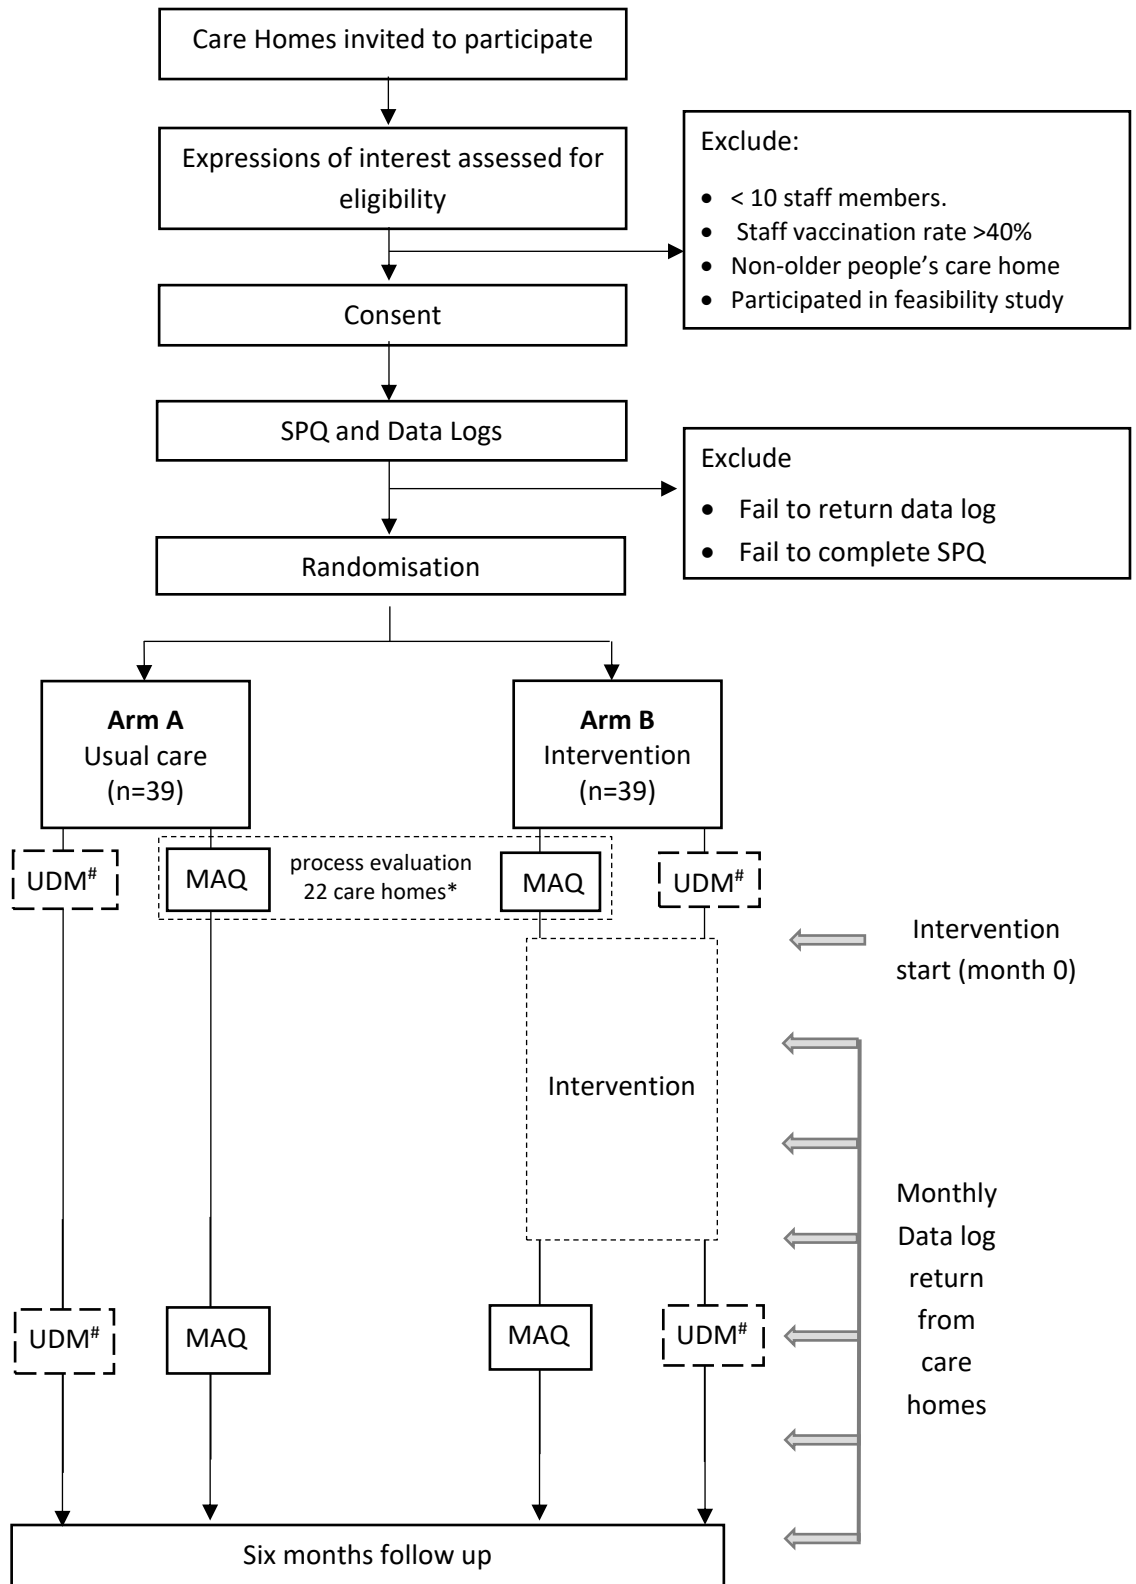 Care Homes invited to participate
Expressions of interest assessed for
eligibility
Exclude:
• < 10 staff members.
• Staff vaccination rate >40%
• Non-older people’s care home
• Participated in feasibility study
Consent
SPQ and Data Logs
Exclude
• Fail to return data log
• Fail to complete SPQ
Randomisation
Arm A
Usual care
(n=39)
Arm B
Intervention
(n=39)
UDM#
MAQ
process evaluation
22 care homes*
MAQ
UDM#
Intervention
start (month 0)
Intervention
Monthly
Data log
return
from
care
homes
UDM#
MAQ
MAQ
UDM#
Six months follow up